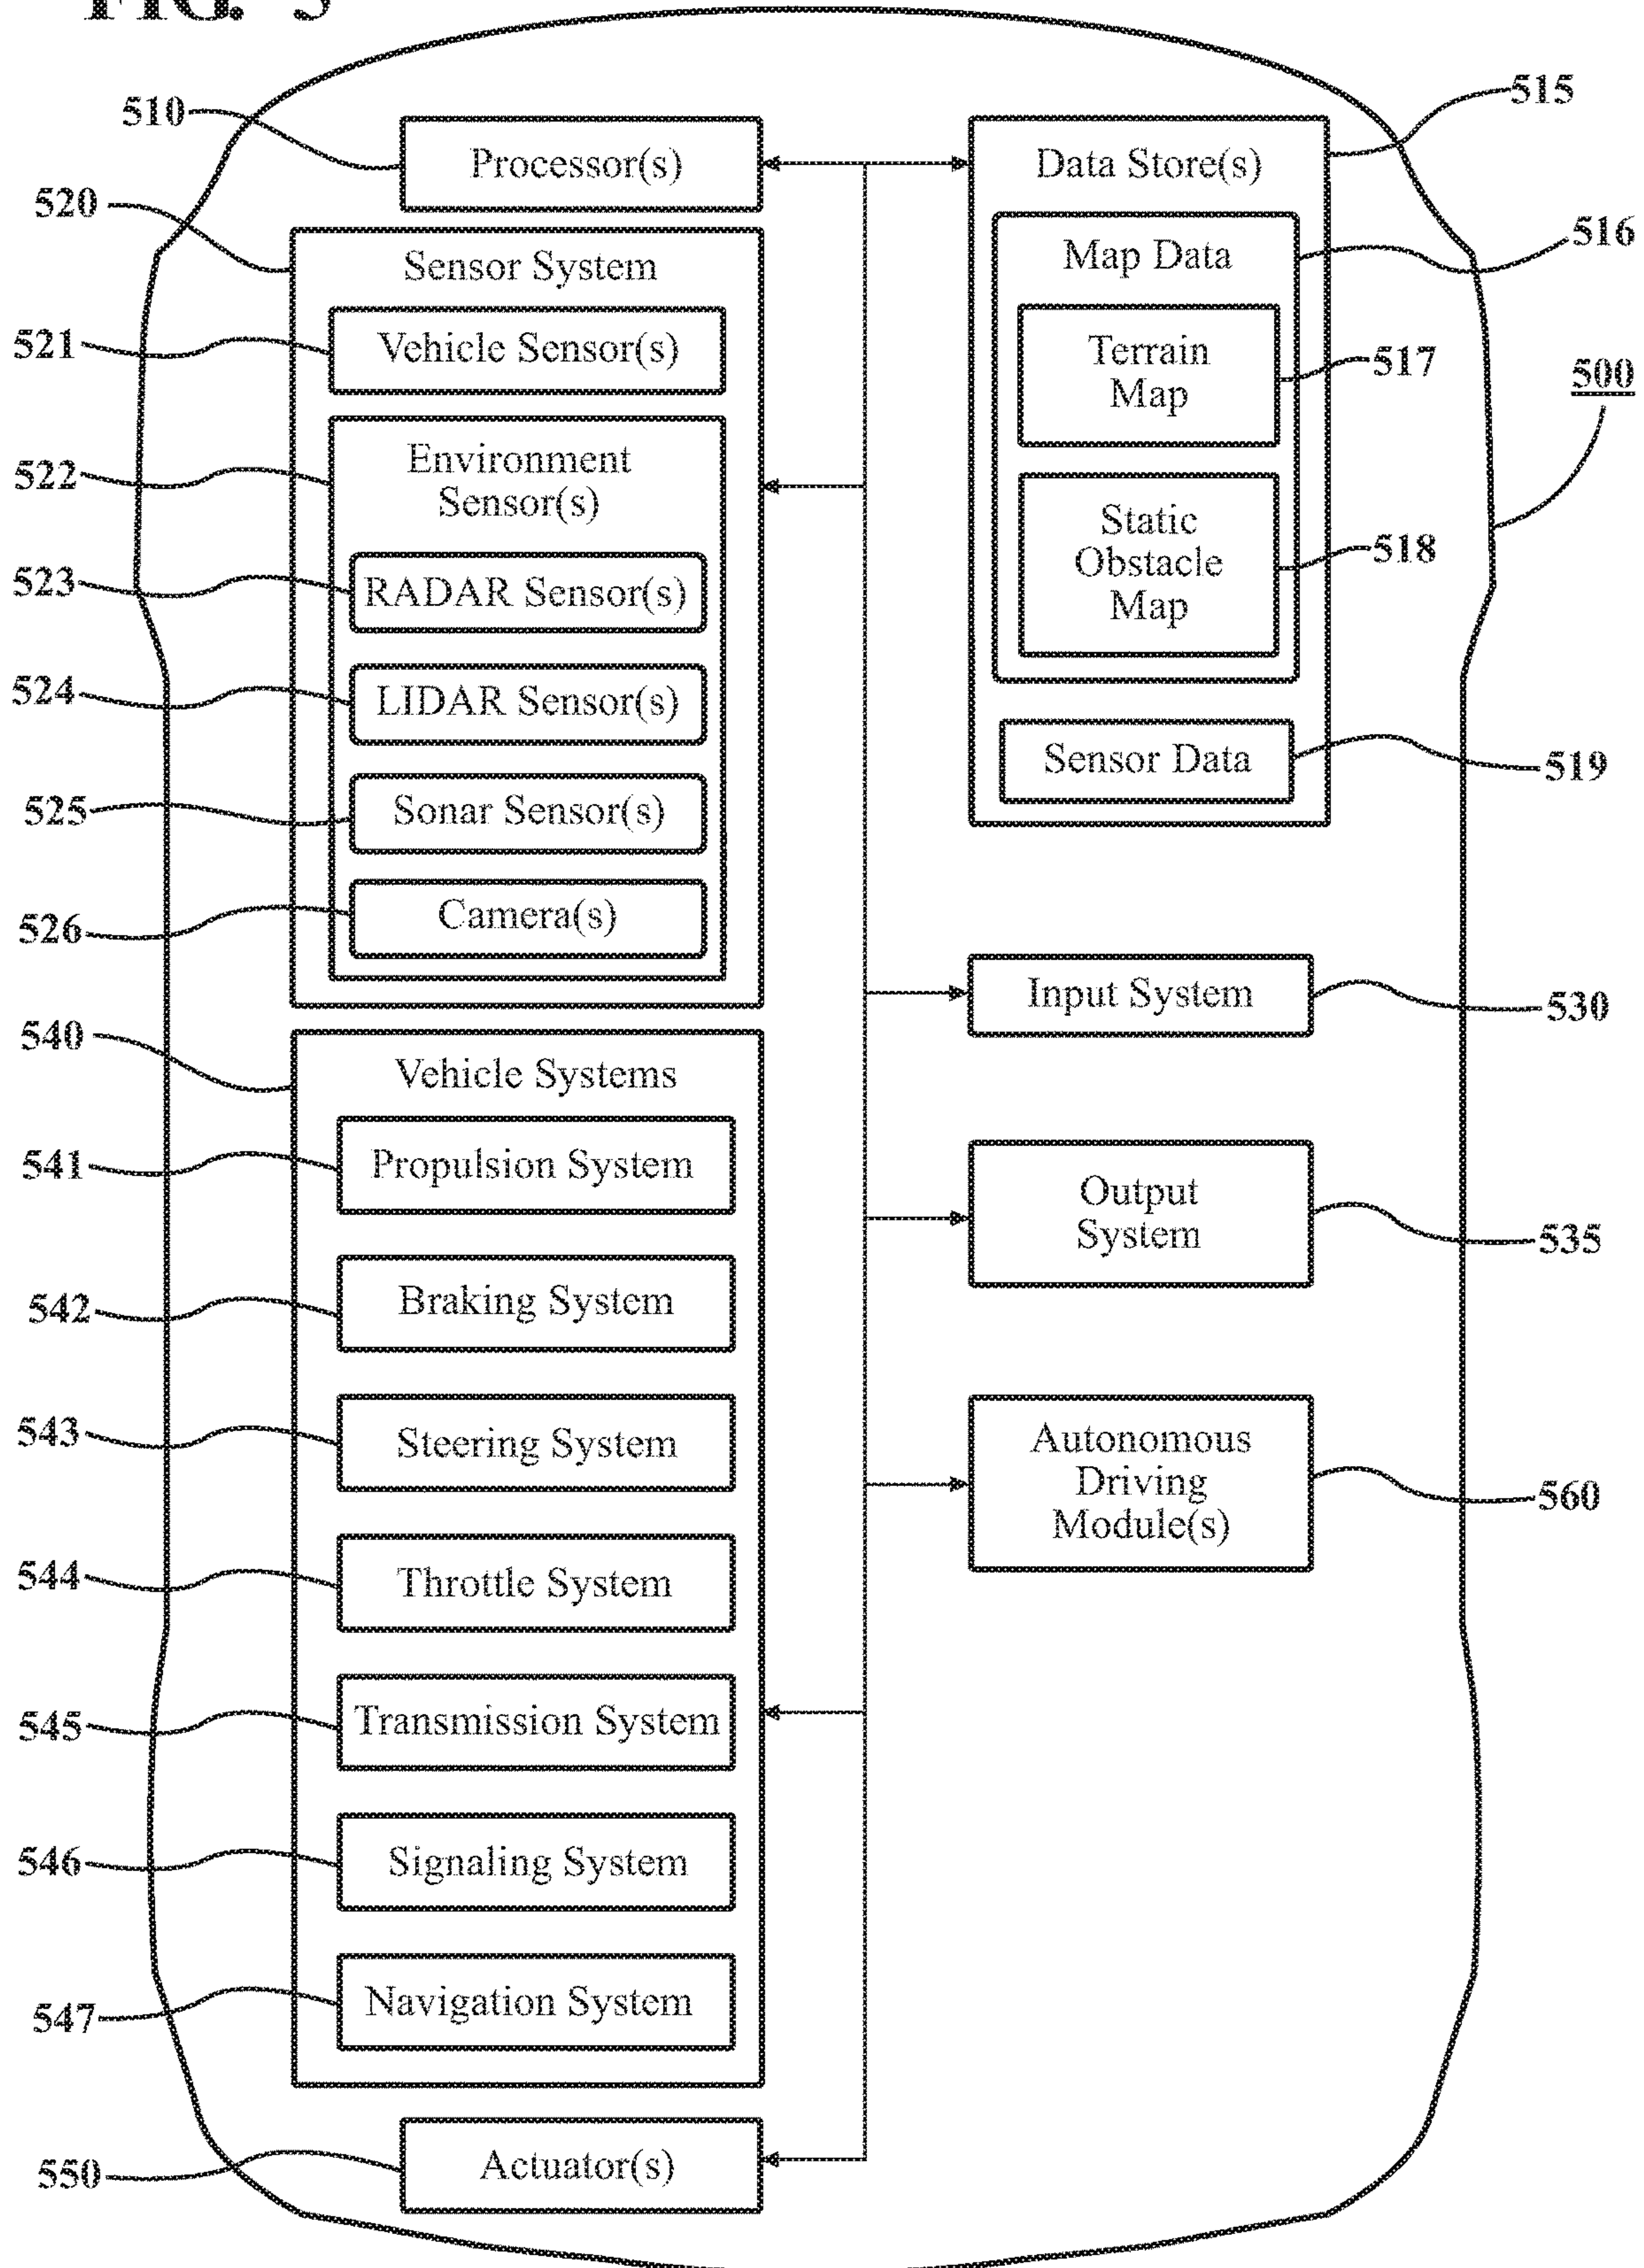 FIG. 5
510
Processor(s)
520
Sensor System
521
Vehicle Sensor(s)
522
Environment
Sensor(s)
523
RADAR Sensor(s)
524
LIDAR Sensor(s)
525
Sonar Sensor(s)
526
Camera(s)
540
Vehicle Systems
541
Propulsion System
542
Braking System
543
Steering System
544
Throttle System
545
Transmission System
546
Signaling System
547
Navigation System
550
Actuator(s)
515
Data Store(s)
516
Map Data
Terrain
Map
517
500
Static
Obstacle
Map
518
Sensor Data
519
Input System
530
Output
System
535
Autonomous
Driving
Module(s)
560